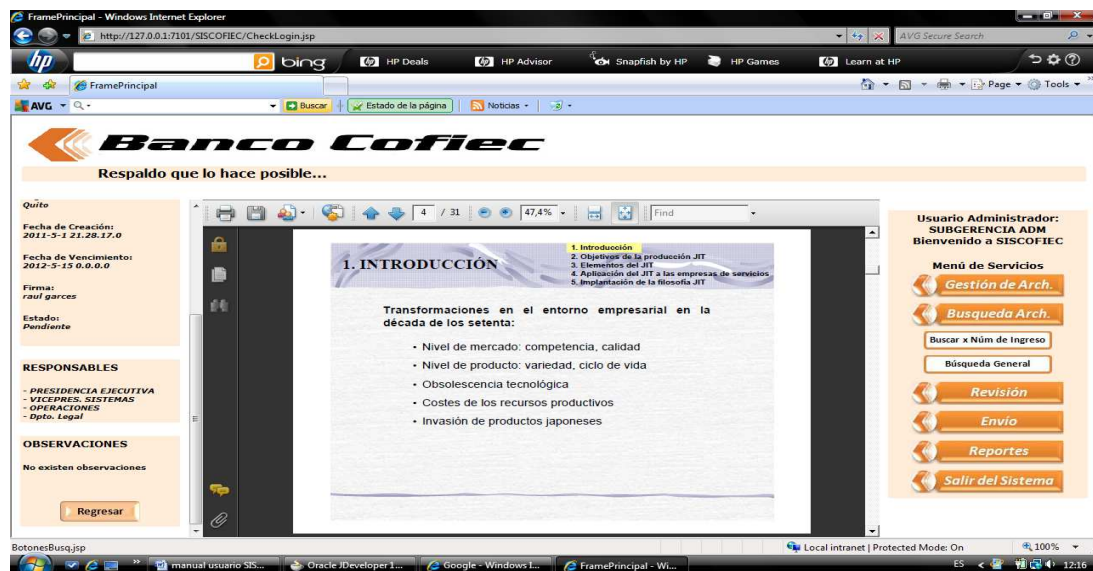 FramePrincipal - Windows Internet Explorer
http://127.0.0.1:7101/SISCOFIEC/CheckLogin.jsp
AVG Secure Search
hp
bing
HP Deals
HP Advisor
Snapfish by HP
HP Games
Learn at HP
FramePrincipal
Page
Tools
AVG
Buscar
Estado de la página
Noticias
Banco Cofiec
Respaldo que lo hace posible...
Quito
Fecha de Creación:
2011-5-1 21.28.17.0
Fecha de Vencimiento:
2012-5-15 0.0.0.0
Firma:
raul garces
Estado:
Pendiente
RESPONSABLES
- PRESIDENCIA EJECUTIVA
- VICEPRES. SISTEMAS
- OPERACIONES
- Dpto. Legal
OBSERVACIONES
No existen observaciones
Regresar
4 / 31
47,4%
Find
1. INTRODUCCIÓN
1. Introducción
2. Objetivos de la producción JIT
3. Elementos del JIT
4. Aplicación del JIT a las empresas de servicios
5. Implantación de la filosofía JIT
Transformaciones en el entorno empresarial en la
década de los setenta:
• Nivel de mercado: competencia, calidad
• Nivel de producto: variedad, ciclo de vida
• Obsolescencia tecnológica
• Costes de los recursos productivos
• Invasión de productos japoneses
Usuario Administrador:
SUBGERENCIA ADM
Bienvenido a SISCOFIEC
Menú de Servicios
Gestión de Arch.
Busqueda Arch.
Buscar x Núm de Ingreso
Búsqueda General
Revisión
Envío
Reportes
Salir del Sistema
BotonesBusq.jsp
Local intranet | Protected Mode: On
100%
manual usuario SIS...
Oracle JDeveloper 1...
Google - Windows I...
FramePrincipal - Wi...
ES
12:16